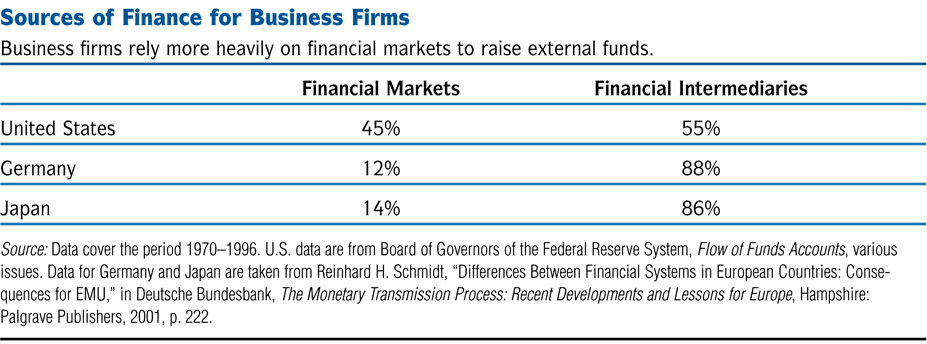 Sources of Finance for Business Firms
Business firms rely more heavily on financial markets to raise external funds.
Financial Markets Financial Intermediaries
United States 45% 55%
Germany 12% 88%
Japan 14% 86%
Source: Data cover the period 1970–1996. U.S. data are from Board of Governors of the Federal Reserve System, Flow of Funds Accounts, various
issues. Data for Germany and Japan are taken from Reinhard H. Schmidt, “Differences Between Financial Systems in European Countries: Conse-
quences for EMU,” in Deutsche Bundesbank, The Monetary Transmission Process: Recent Developments and Lessons for Europe, Hampshire:
Palgrave Publishers, 2001, p. 222.